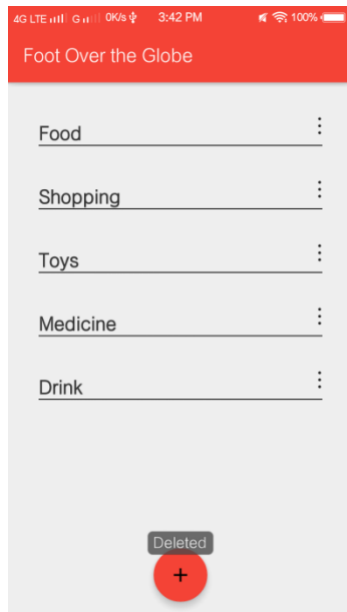 4G LTE G 0K/s 3:42 PM 100%
Foot Over the Globe
Food
Shopping
Toys
Medicine
Drink
Deleted
+